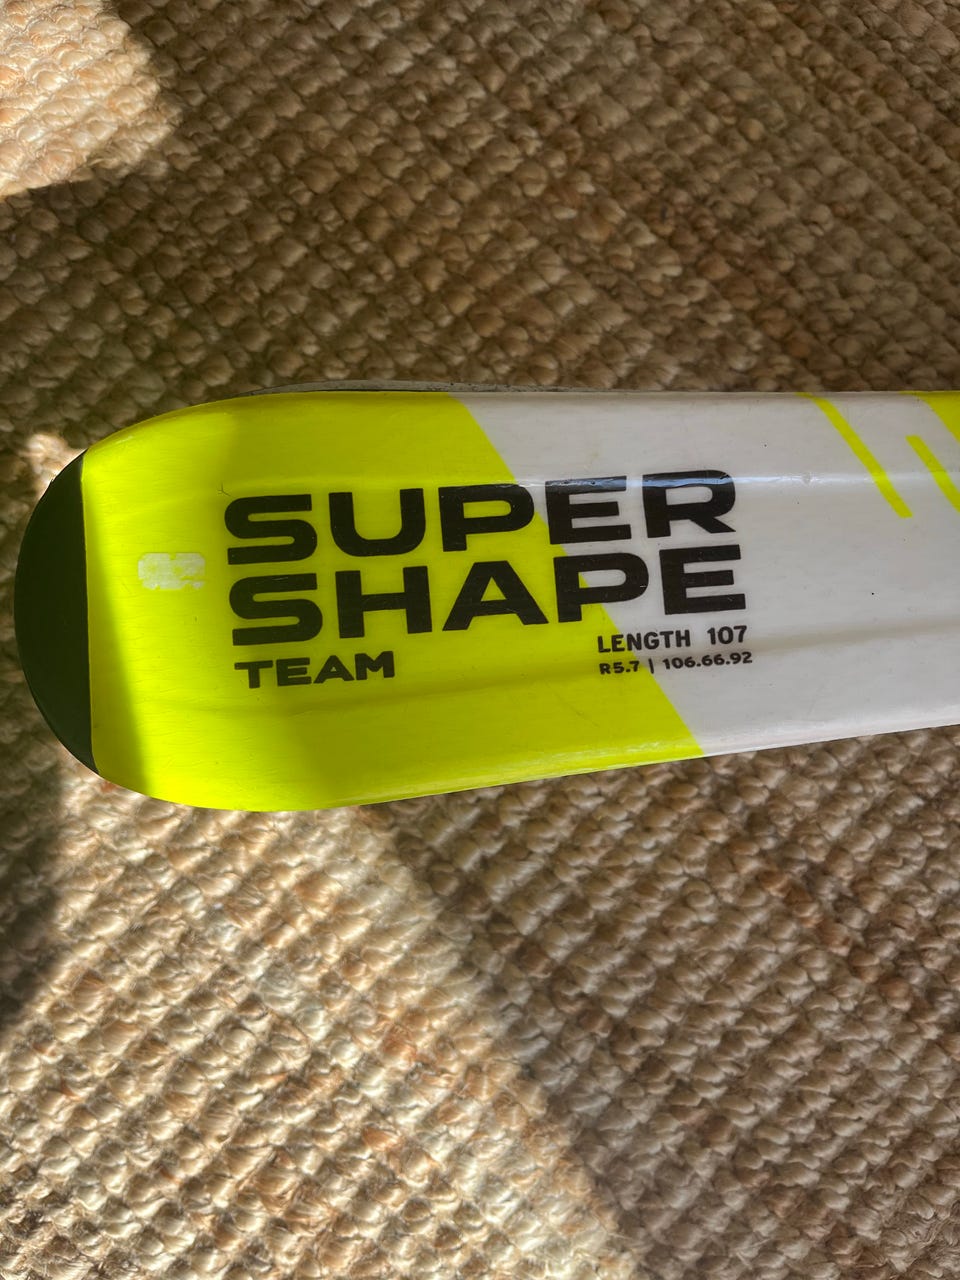 SUPER
SHAPE
TEAM
LENGTH 107
R5.7 | 106.66.92